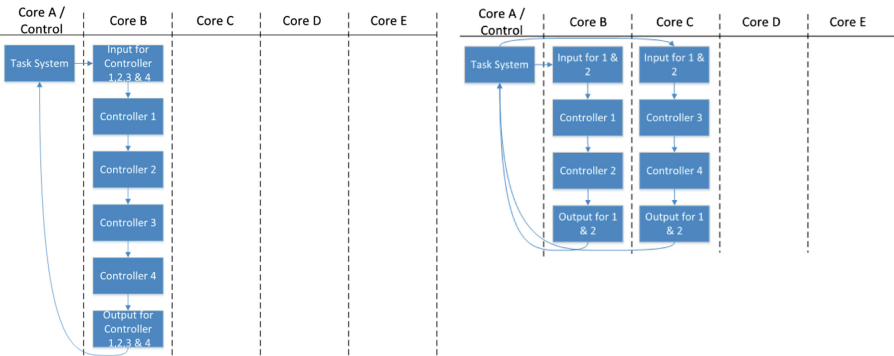 Core A /
Control
Core B
Core C
Core D
Core E
Task System
Input for
Controller
1,2,3 & 4
Controller 1
Controller 2
Controller 3
Controller 4
Output for
Controller
1,2,3 & 4
Core A /
Control
Core B
Core C
Core D
Core E
Task System
Input for 1 &
2
Input for 1 &
2
Controller 1
Controller 3
Controller 2
Controller 4
Output for 1
& 2
Output for 1
& 2